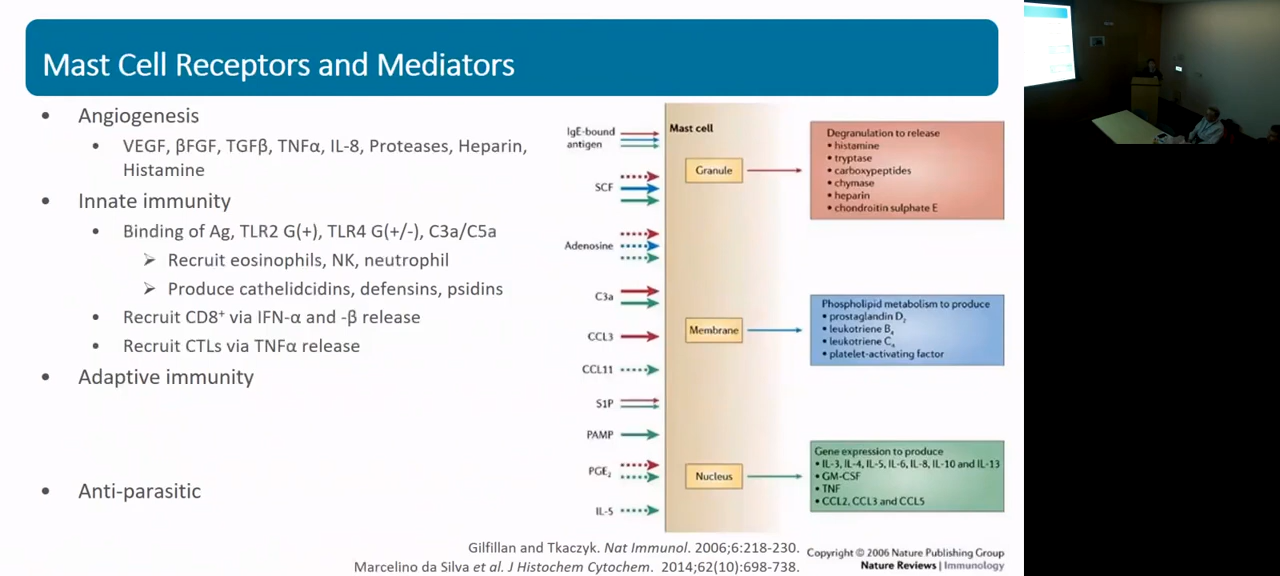 Mast Cell Receptors and Mediators
• Angiogenesis
• VEGF, βFGF, TGFβ, TNFα, IL-8, Proteases, Heparin,
Histamine
• Innate immunity
• Binding of Ag, TLR2 G(+), TLR4 G(+/-), C3a/C5a
➢ Recruit eosinophils, NK, neutrophil
➢ Produce cathelidcidins, defensins, psidins
• Recruit CD8⁺ via IFN-α and -β release
• Recruit CTLs via TNFα release
• Adaptive immunity
• Anti-parasitic
IgE-bound
antigen
SCF
Adenosine
C3a
CCL3
CCL11
S1P
PAMP
PGE₂
IL-5
Mast cell
Granule
Membrane
Nucleus
Degranulation to release
• histamine
• tryptase
• carboxypeptides
• chymase
• heparin
• chondroitin sulphate E
Phospholipid metabolism to produce
• prostaglandin D₂
• leukotriene B₄
• leukotriene C₄
• platelet-activating factor
Gene expression to produce
• IL-3, IL-4, IL-5, IL-6, IL-8, IL-10 and IL-13
• GM-CSF
• TNF
• CCL2, CCL3 and CCL5
Gilfillan and Tkaczyk. Nat Immunol. 2006;6:218-230.
Marcelino da Silva et al. J Histochem Cytochem. 2014;62(10):698-738.
Copyright © 2006 Nature Publishing Group
Nature Reviews | Immunology